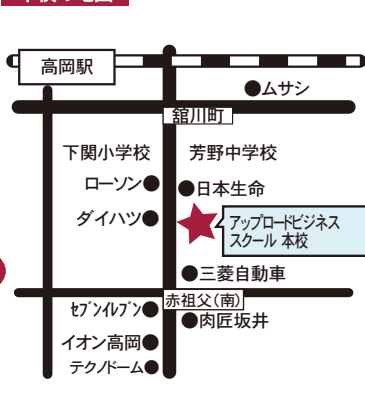 高岡駅
●ムサシ
舘川町
下関小学校
芳野中学校
ローソン●
●日本生命
ダイハツ●
アップロードビジネス
スクール 本校
●三菱自動車
赤祖父(南)
セブンイレブン●
●肉匠坂井
イオン高岡●
テクノドーム●